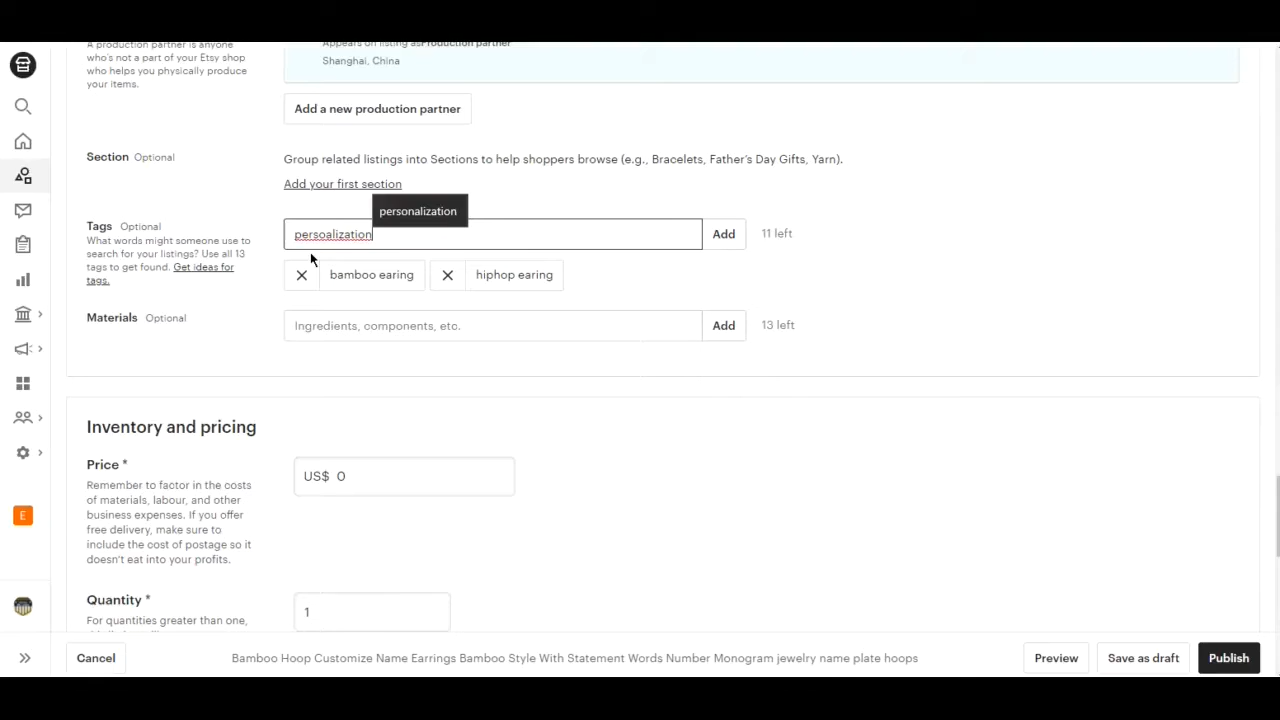 A production partner is anyone
who's not a part of your Etsy shop
who helps you physically produce
your items.
Appears on listing asProduction partner
Shanghai, China
Add a new production partner
Section Optional
Group related listings into Sections to help shoppers browse (e.g., Bracelets, Father's Day Gifts, Yarn).
Add your first section
personalization
Tags Optional
What words might someone use to
search for your listings? Use all 13
tags to get found. Get ideas for
tags.
persoalization
Add
11 left
bamboo earing
hiphop earing
Materials Optional
Ingredients, components, etc.
Add
13 left
Inventory and pricing
Price *
Remember to factor in the costs
of materials, labour, and other
business expenses. If you offer
free delivery, make sure to
include the cost of postage so it
doesn't eat into your profits.
US$ 0
Quantity *
For quantities greater than one,
1
E
Cancel
Bamboo Hoop Customize Name Earrings Bamboo Style With Statement Words Number Monogram jewelry name plate hoops
Preview
Save as draft
Publish